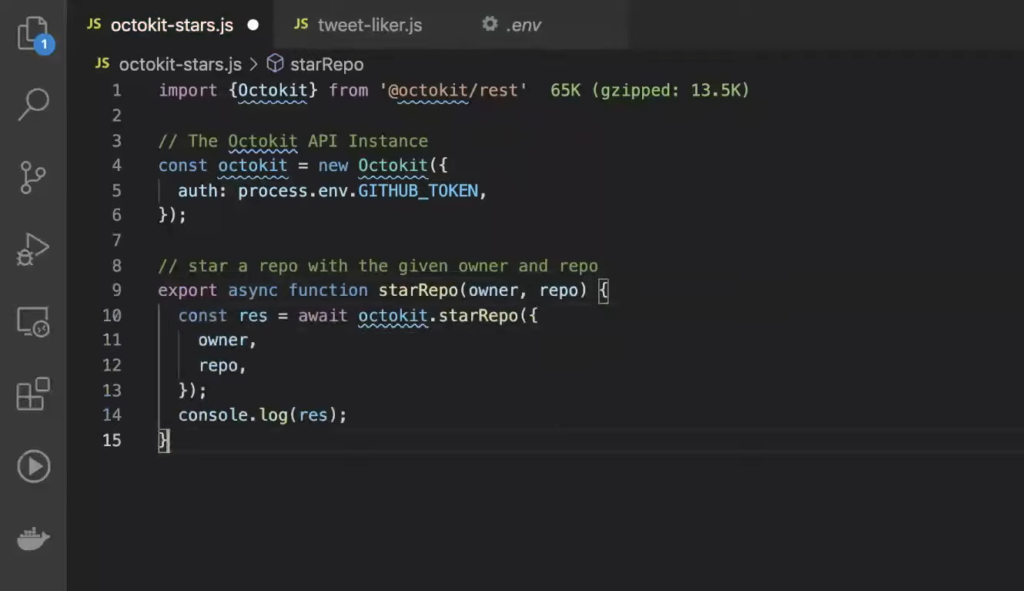 JS octokit-stars.js ● JS tweet-liker.js .env
1
JS octokit-stars.js > starRepo
1 import {Octokit} from '@octokit/rest' 65K (gzipped: 13.5K)
2
3 // The Octokit API Instance
4 const octokit = new Octokit({
5 auth: process.env.GITHUB_TOKEN,
6 });
7
8 // star a repo with the given owner and repo
9 export async function starRepo(owner, repo) {
10 const res = await octokit.starRepo({
11 owner,
12 repo,
13 });
14 console.log(res);
15 }